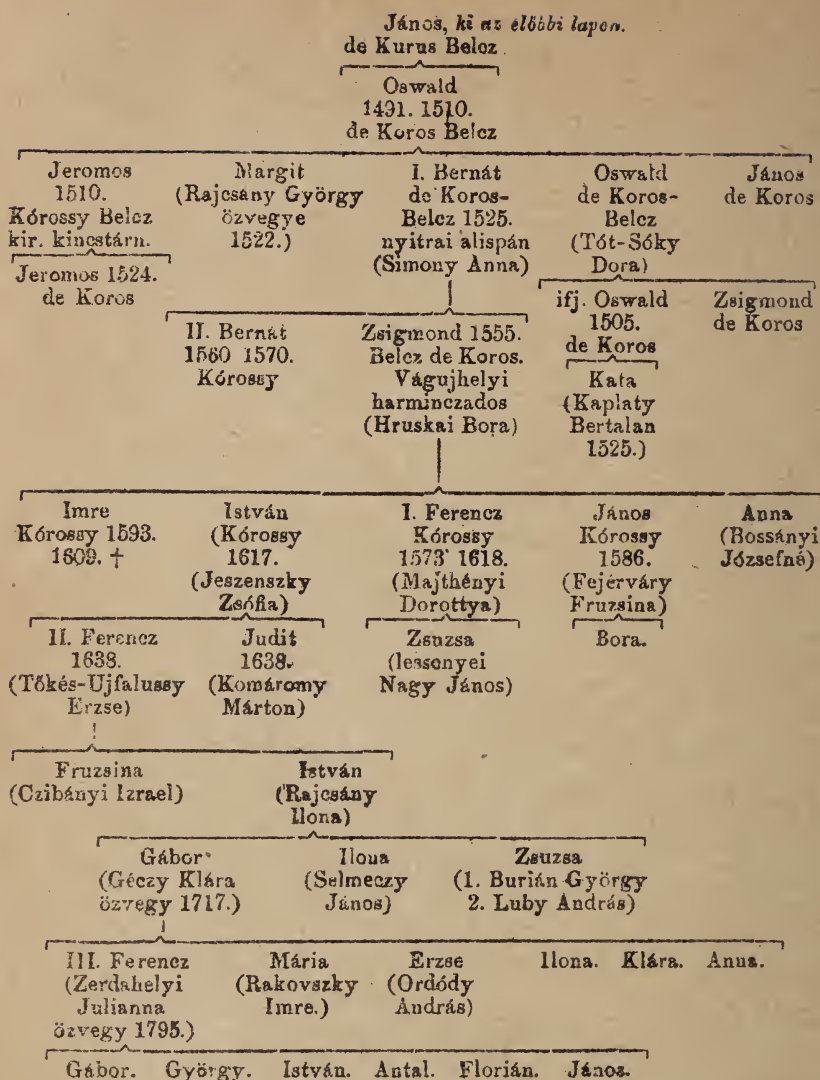 János, ki az előbbi lapon.
de Kurus Belcz
Oswald
1491. 1510.
de Koros Belcz
Jeromos
1510.
Kórossy Belcz
kir. kincstárn.
Margit
(Rajcsány György
özvegye
1522.)
I. Bernát
de Koros-
Belcz 1525.
nyitrai alispán
(Simony Anna)
Oswald
de Koros-
Belcz
(Tót-Sóky
Dora)
János
de Koros
Jeromos 1524.
de Koros
II. Bernát
1560 1570.
Kórossy
Zsigmond 1555.
Belcz de Koros.
Vágujhelyi
harminczados
(Hruskai Bora)
ifj. Oswald
1505.
de Koros
Zsigmond
de Koros
Kata
(Kaplaty
Bertalan
1525.)
Imre
Kórossy 1593.
1609. †
István
(Kórossy
1617.
(Jeszenszky
Zsófia)
I. Ferencz
Kórossy
1573 1618.
(Majthényi
Dorottya)
János
Kórossy
1586.
(Fejérváry
Fruzsina)
Anna
(Bossányi
Józsefné)
II. Ferencz
1638.
(Tőkés-Ujfalussy
Erzse)
Judit
1638.
(Komáromy
Márton)
Zsuzsa
(lessenyei
Nagy János)
Bora.
Fruzsina
(Czibányi Izrael)
István
(Rajcsány
Ilona)
Gábor
(Géczy Klára
özvegy 1717.)
Ilona
(Selmeczy
János)
Zsuzsa
(1. Burián György
2. Luby András)
III. Ferencz
(Zerdahelyi
Julianna
özvegy 1795.)
Mária
(Rakovszky
Imre.)
Erzse
(Ordódy
András)
Ilona. Klára. Anna.
Gábor. György. István. Antal. Florián. János.